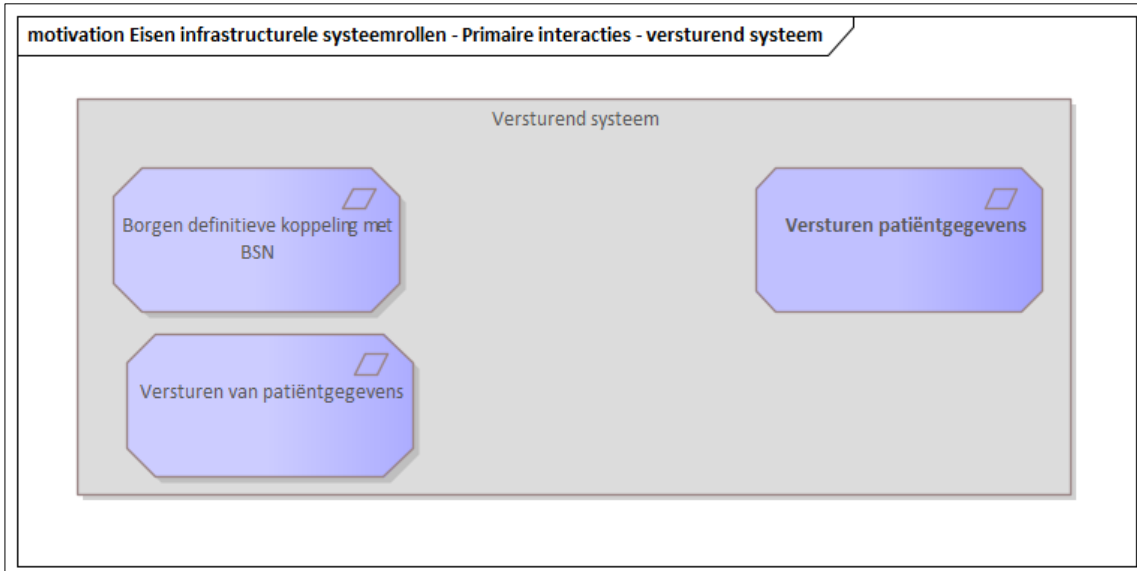 motivation Eisen infrastructurele systeemrollen - Primaire interacties - versturend systeem
Versturend systeem
Borgen definitieve koppeling met
BSN
Versturen patiëntgegevens
Versturen van patiëntgegevens